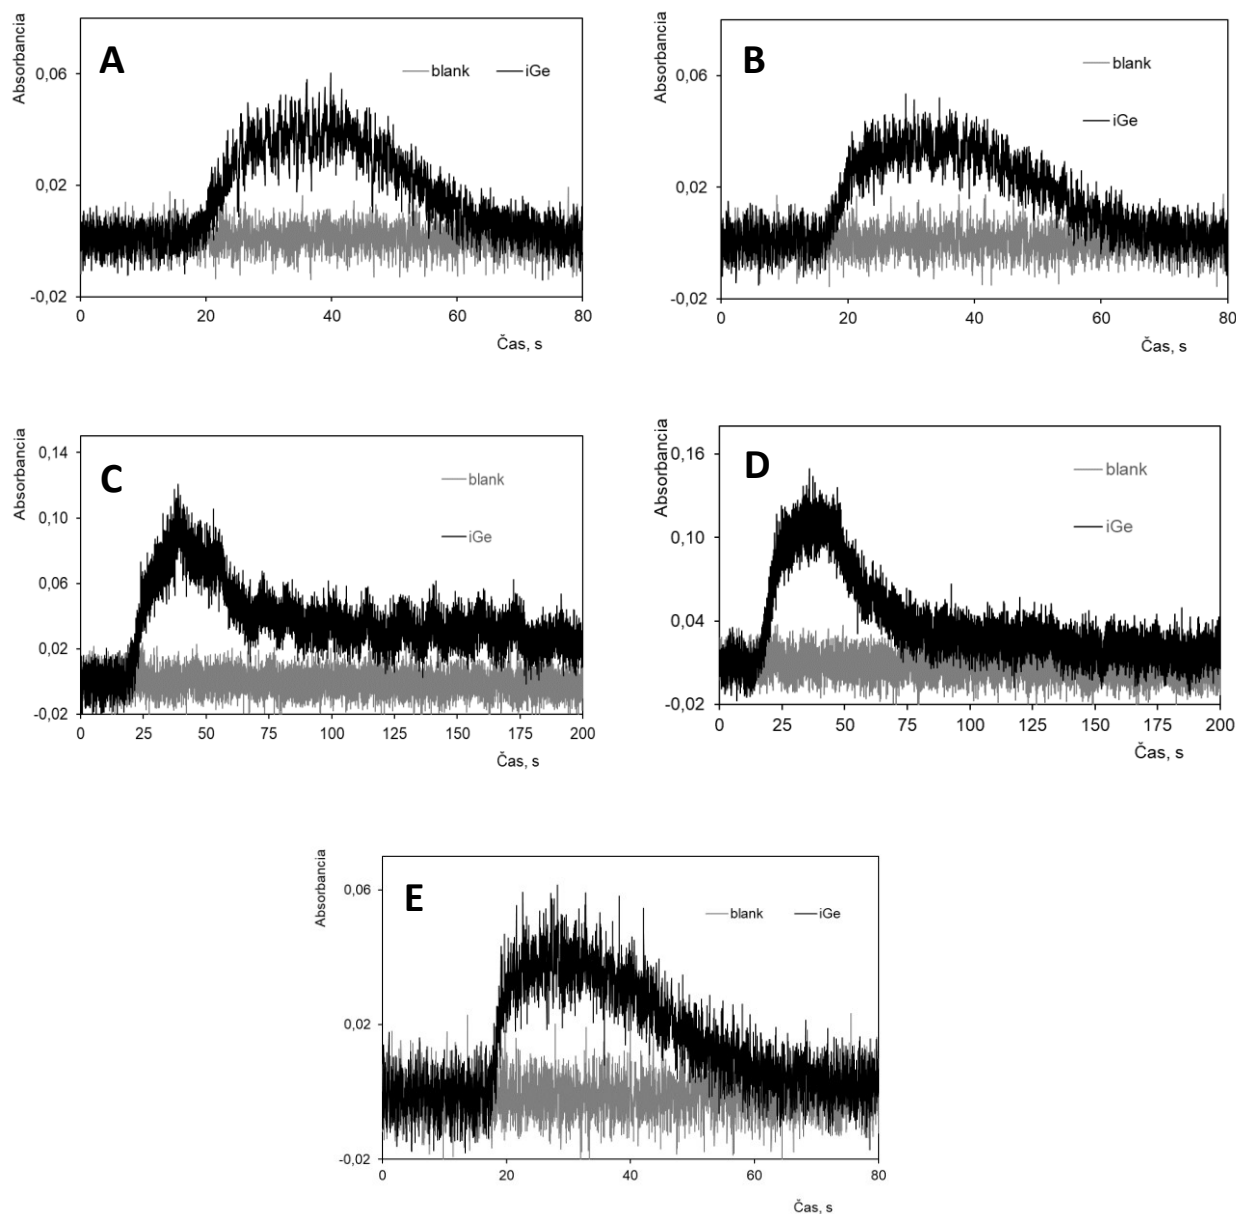 Absorbancia
A
blank iGe
0,06
0,02
-0,02
0 20 40 60 80
Čas, s
Absorbancia
B
blank
iGe
0,06
0,02
-0,02
0 20 40 60 80
Čas, s
Absorbancia
C
blank
iGe
0,14
0,10
0,06
0,02
-0,02
0 25 50 75 100 125 150 175 200
Čas, s
Absorbancia
D
blank
iGe
0,16
0,10
0,04
-0,02
0 25 50 75 100 125 150 175 200
Čas, s
Absorbancia
E
blank iGe
0,06
0,02
-0,02
0 20 40 60 80
Čas, s